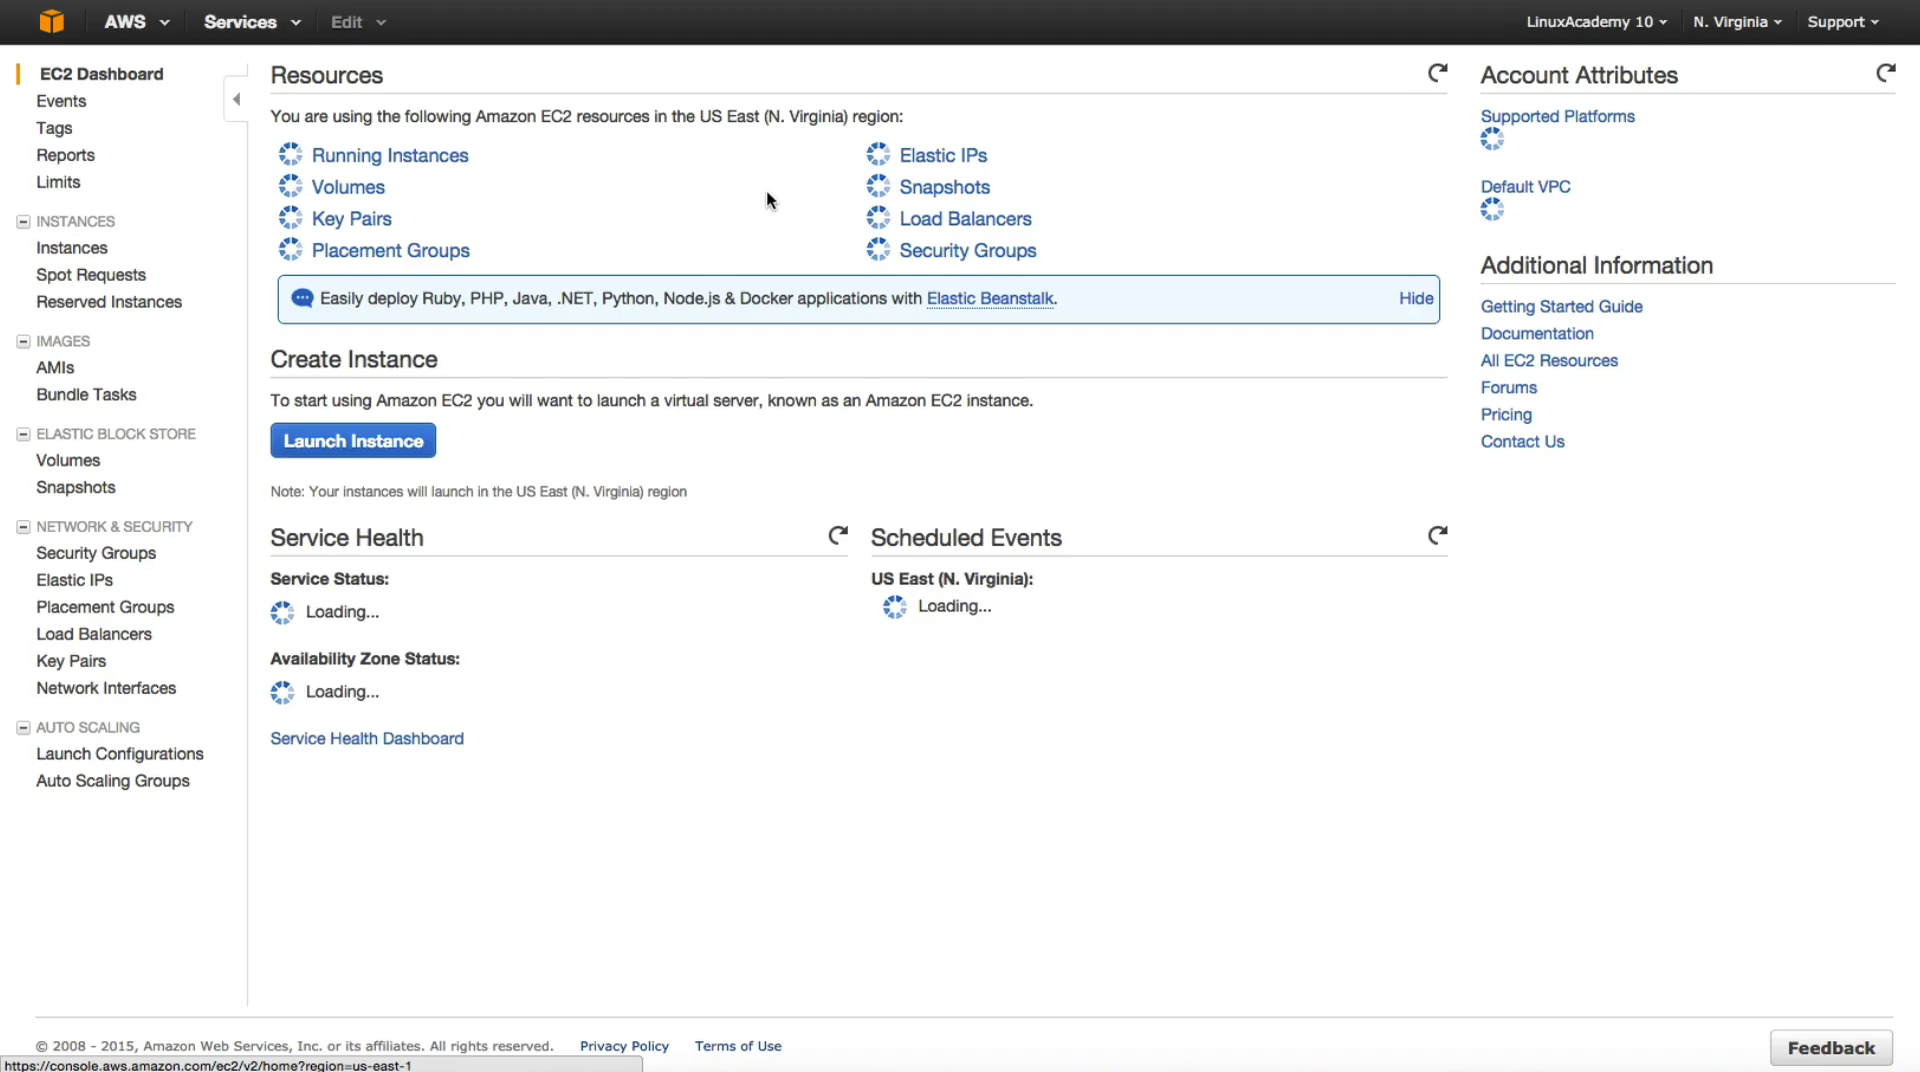 AWS Services Edit LinuxAcademy 10 N. Virginia Support
EC2 Dashboard
Events
Tags
Reports
Limits
INSTANCES
Instances
Spot Requests
Reserved Instances
IMAGES
AMIs
Bundle Tasks
ELASTIC BLOCK STORE
Volumes
Snapshots
NETWORK & SECURITY
Security Groups
Elastic IPs
Placement Groups
Load Balancers
Key Pairs
Network Interfaces
AUTO SCALING
Launch Configurations
Auto Scaling Groups
Resources
You are using the following Amazon EC2 resources in the US East (N. Virginia) region:
Running Instances Elastic IPs
Volumes Snapshots
Key Pairs Load Balancers
Placement Groups Security Groups
Easily deploy Ruby, PHP, Java, .NET, Python, Node.js & Docker applications with Elastic Beanstalk. Hide
Create Instance
To start using Amazon EC2 you will want to launch a virtual server, known as an Amazon EC2 instance.
Launch Instance
Note: Your instances will launch in the US East (N. Virginia) region
Service Health
Service Status:
Loading...
Availability Zone Status:
Loading...
Service Health Dashboard
Scheduled Events
US East (N. Virginia):
Loading...
Account Attributes
Supported Platforms
Default VPC
Additional Information
Getting Started Guide
Documentation
All EC2 Resources
Forums
Pricing
Contact Us
© 2008 - 2015, Amazon Web Services, Inc. or its affiliates. All rights reserved. Privacy Policy Terms of Use Feedback
https://console.aws.amazon.com/ec2/v2/home?region=us-east-1